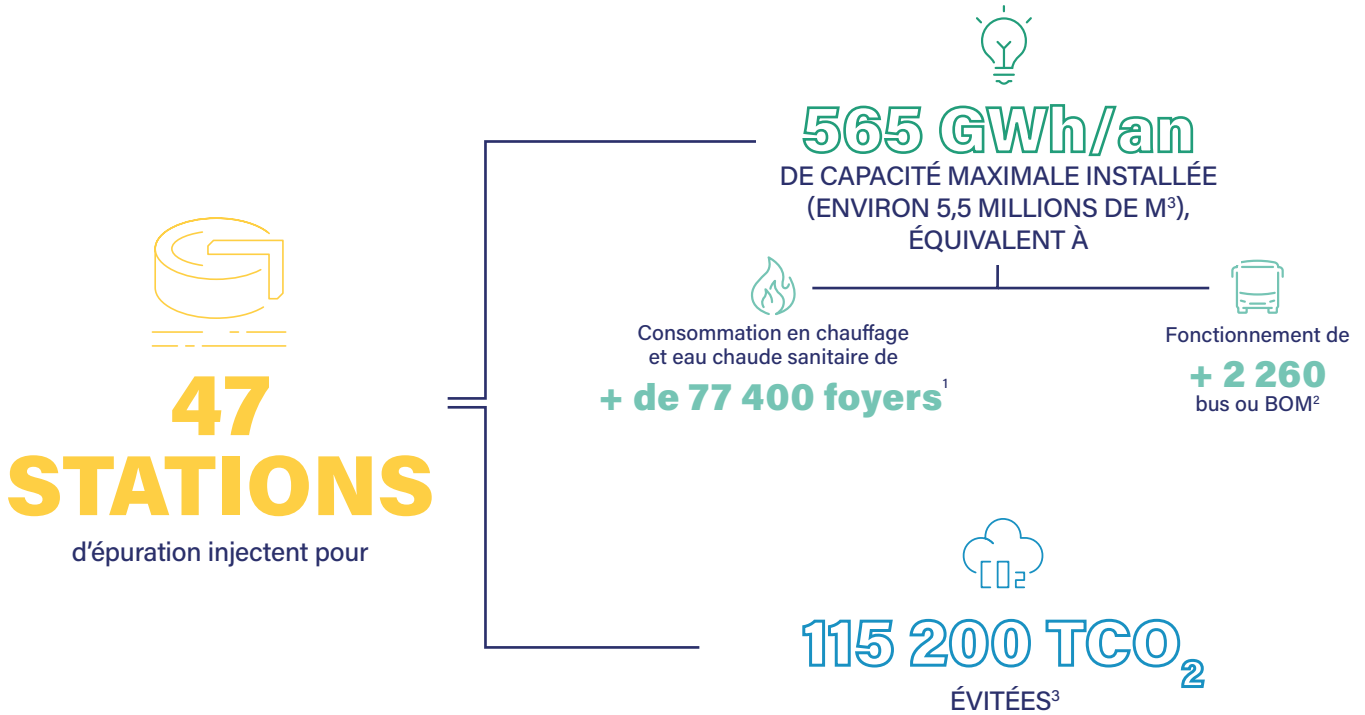 47
STATIONS
d'épuration injectent pour
565 GWh/an
DE CAPACITÉ MAXIMALE INSTALLÉE
(ENVIRON 5,5 MILLIONS DE M³),
ÉQUIVALENT À
Consommation en chauffage
et eau chaude sanitaire de
+ de 77 400 foyers¹
Fonctionnement de
+ 2 260
bus ou BOM²
CO₂
115 200 TCO₂
ÉVITÉES³